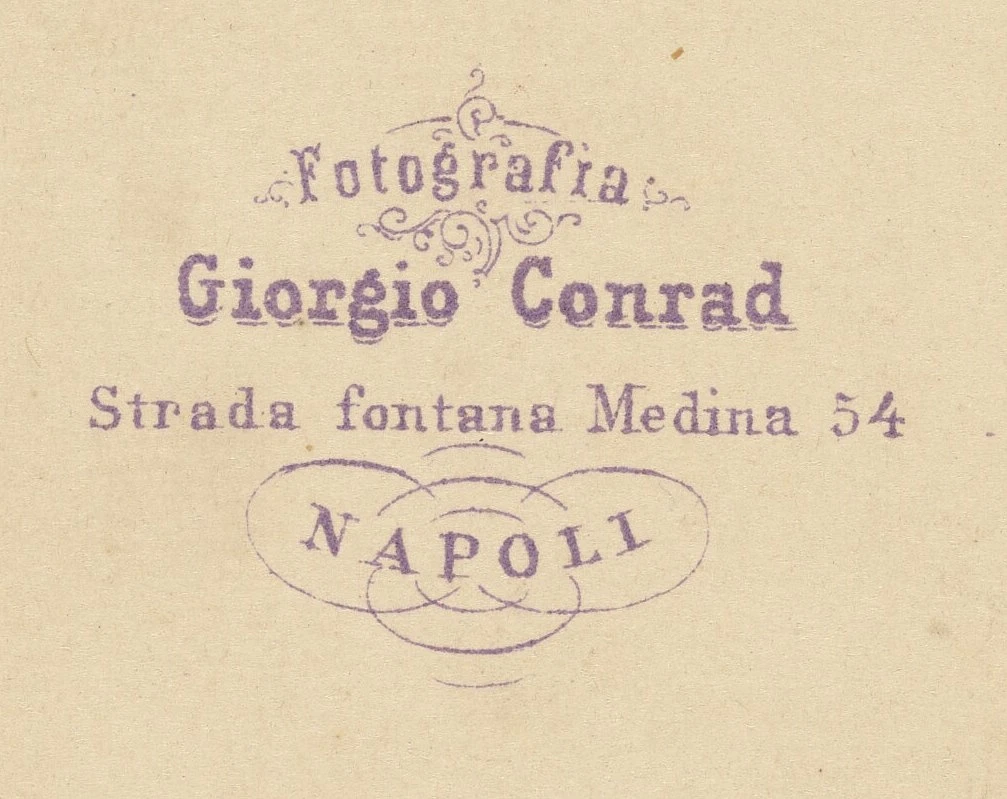 Fotografia
Giorgio Conrad
Strada fontana Medina 54
NAPOLI